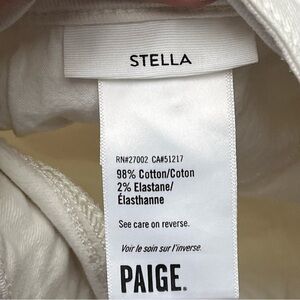 STELLA
RN#27002 CA#51217
98% Cotton/Coton
2% Elastane/
Élasthanne
See care on reverse.
Voir le soin sur l'inverse.
PAIGE.